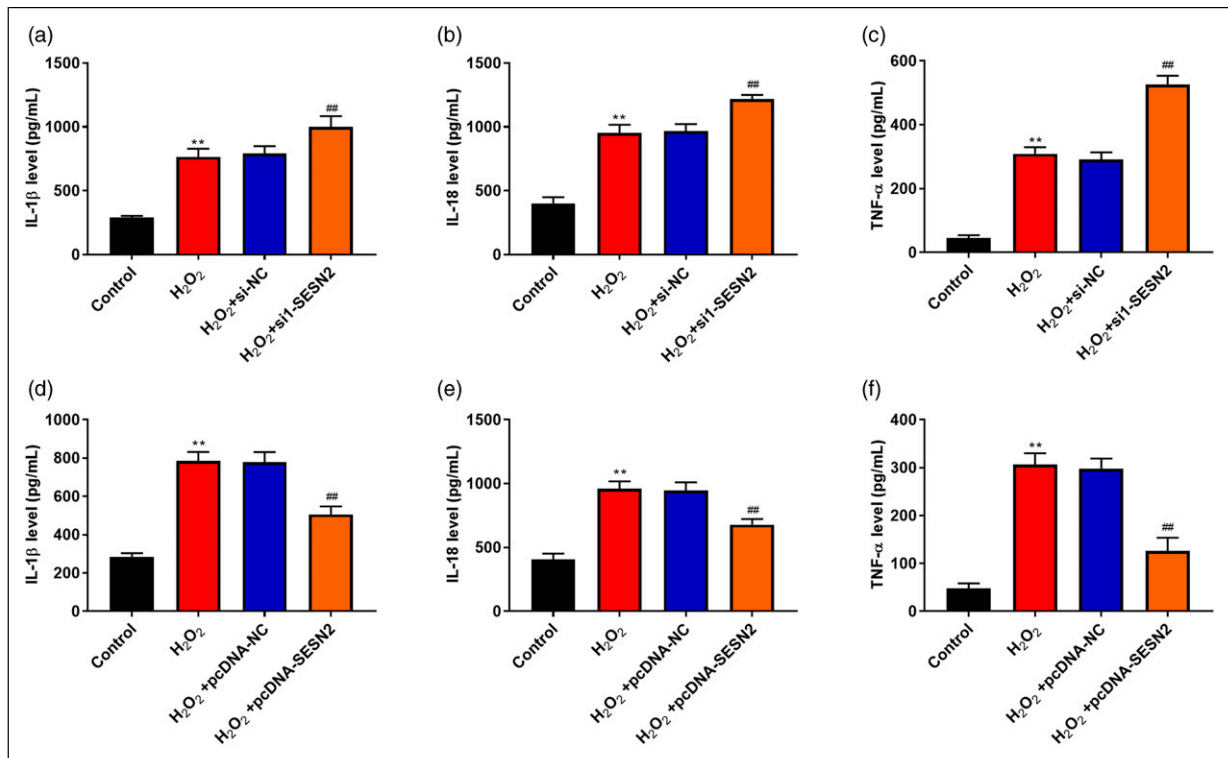 (a)
IL-1β level (pg/mL)
1500
1000
500
0
**
##
Control
H₂O₂
H₂O₂+si-NC
H₂O₂+si1-SESN2
(b)
IL-18 level (pg/mL)
1500
1000
500
0
**
##
Control
H₂O₂
H₂O₂+si-NC
H₂O₂+si1-SESN2
(c)
TNF-α level (pg/mL)
600
400
200
0
**
##
Control
H₂O₂
H₂O₂+si-NC
H₂O₂+si1-SESN2
(d)
IL-1β level (pg/mL)
1000
800
600
400
200
0
**
##
Control
H₂O₂
H₂O₂ +pcDNA-NC
H₂O₂ +pcDNA-SESN2
(e)
IL-18 level (pg/mL)
1500
1000
500
0
**
##
Control
H₂O₂
H₂O₂ +pcDNA-NC
H₂O₂ +pcDNA-SESN2
(f)
TNF-α level (pg/mL)
400
300
200
100
0
**
##
Control
H₂O₂
H₂O₂ +pcDNA-NC
H₂O₂ +pcDNA-SESN2